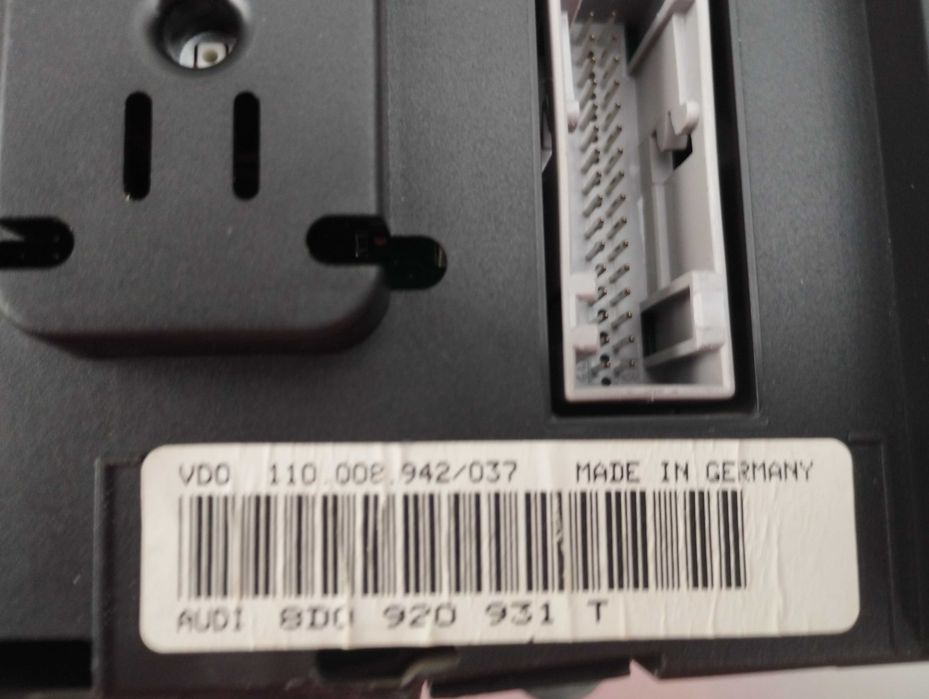 VDO 110.008.942/037 MADE IN GERMANY
AUDI 8D0 920 931 T